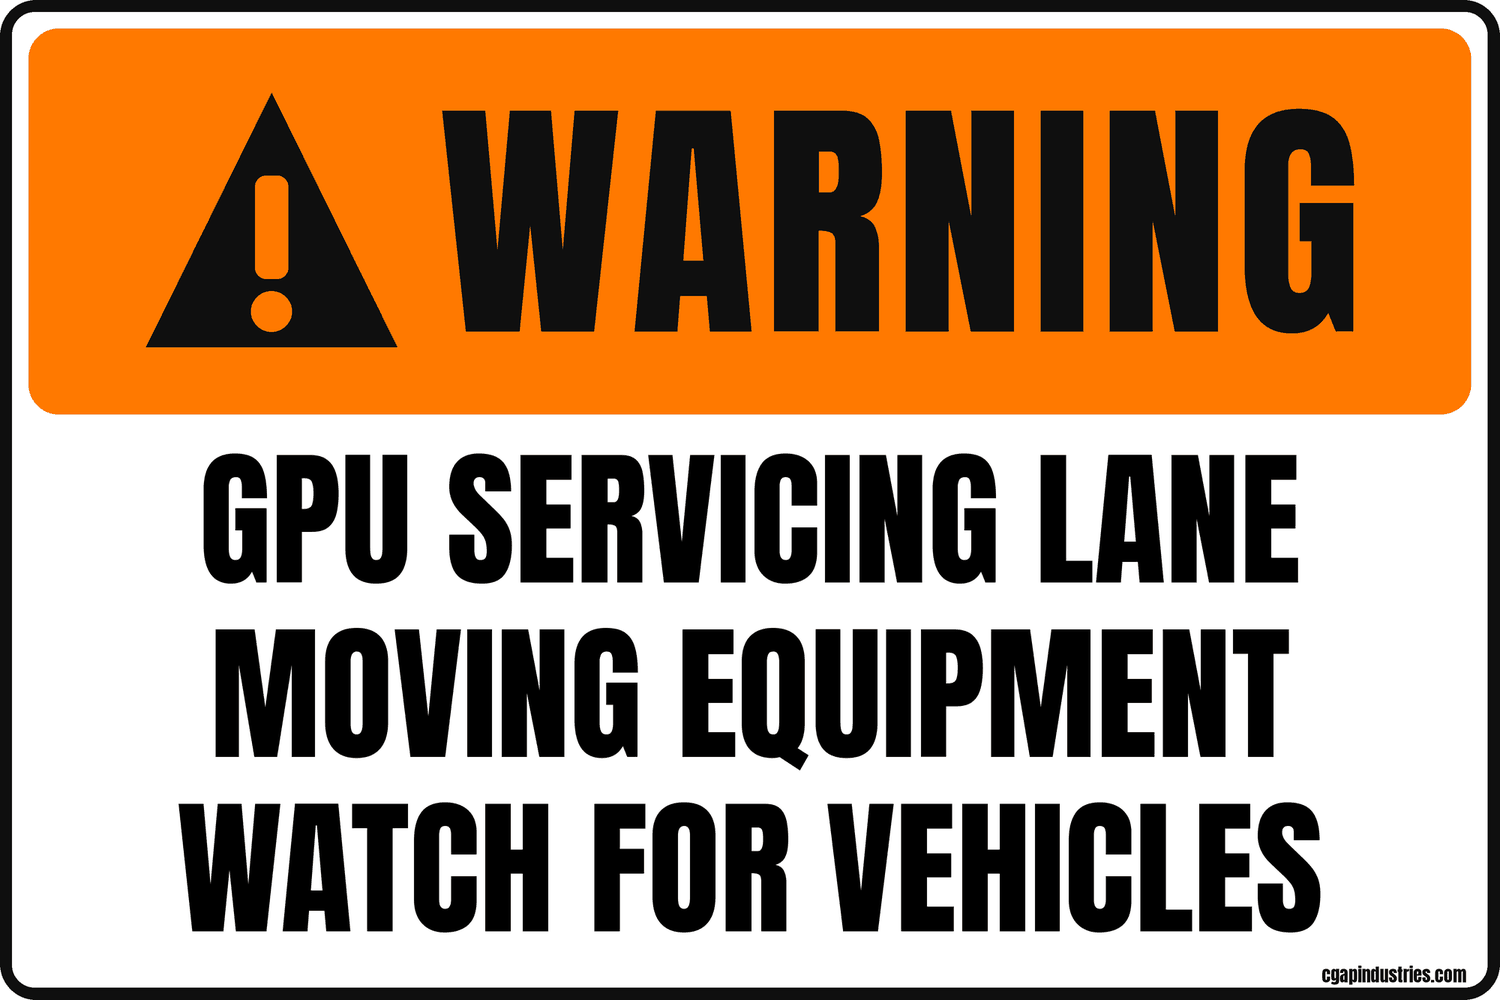 WARNING
GPU SERVICING LANE
MOVING EQUIPMENT
WATCH FOR VEHICLES
cgapindustries.com